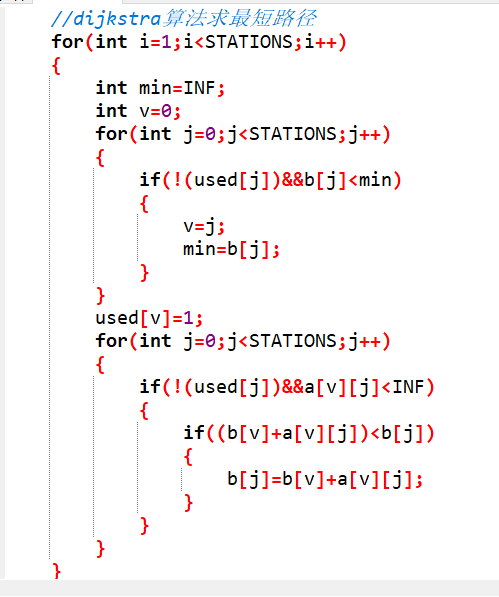 //dijkstra算法求最短路径
for(int i=1;i<STATIONS;i++)
{
int min=INF;
int v=0;
for(int j=0;j<STATIONS;j++)
{
if(!(used[j])&&b[j]<min)
{
v=j;
min=b[j];
}
}
used[v]=1;
for(int j=0;j<STATIONS;j++)
{
if(!(used[j])&&a[v][j]<INF)
{
if((b[v]+a[v][j])<b[j])
{
b[j]=b[v]+a[v][j];
}
}
}
}